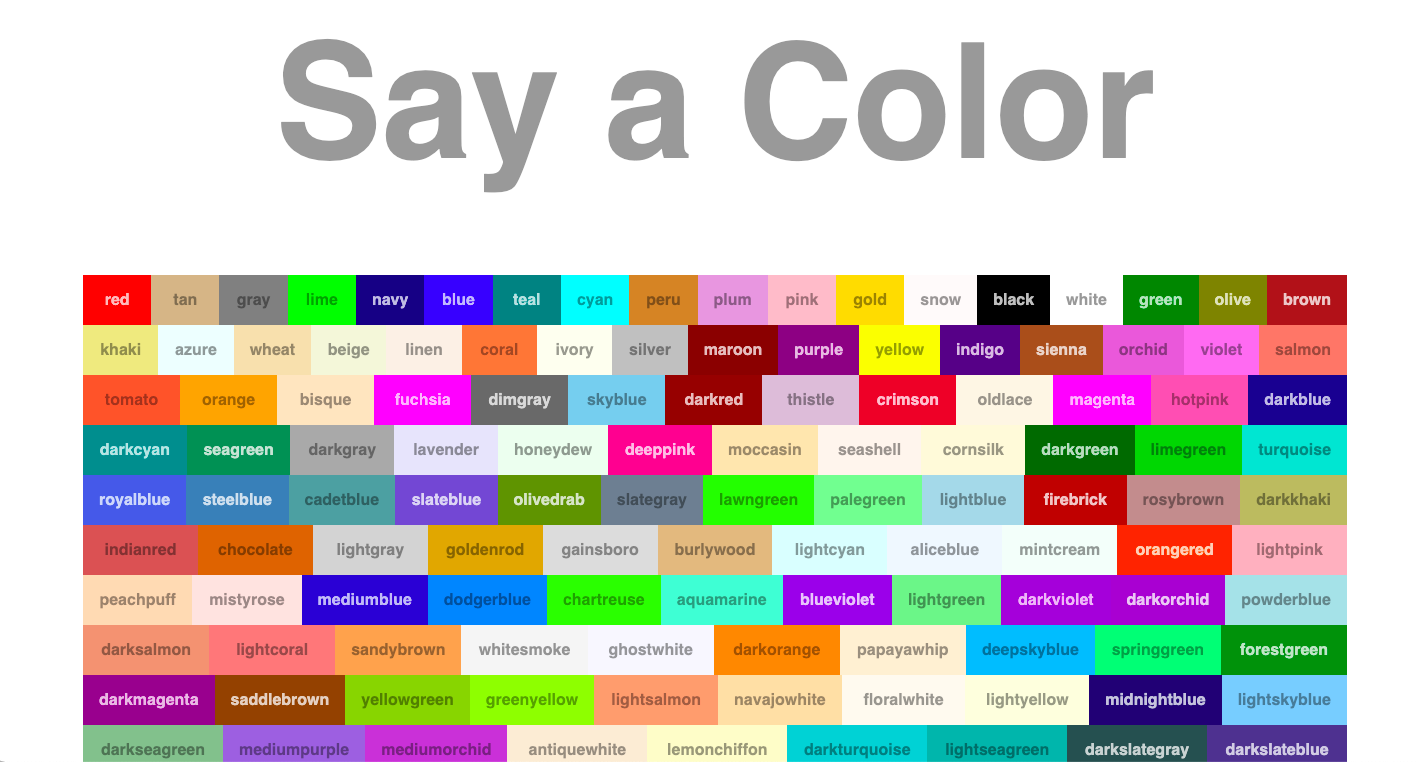 Say a Color
red tan gray lime navy blue teal cyan peru plum pink gold snow black white green olive brown
khaki azure wheat beige linen coral ivory silver maroon purple yellow indigo sienna orchid violet salmon
tomato orange bisque fuchsia dimgray skyblue darkred thistle crimson oldlace magenta hotpink darkblue
darkcyan seagreen darkgray lavender honeydew deeppink moccasin seashell cornsilk darkgreen limegreen turquoise
royalblue steelblue cadetblue slateblue olivedrab slategray lawngreen palegreen lightblue firebrick rosybrown darkkhaki
indianred chocolate lightgray goldenrod gainsboro burlywood lightcyan aliceblue mintcream orangered lightpink
peachpuff mistyrose mediumblue dodgerblue chartreuse aquamarine blueviolet lightgreen darkviolet darkorchid powderblue
darksalmon lightcoral sandybrown whitesmoke ghostwhite darkorange papayawhip deepskyblue springgreen forestgreen
darkmagenta saddlebrown yellowgreen greenyellow lightsalmon navajowhite floralwhite lightyellow midnightblue lightskyblue
darkseagreen mediumpurple mediumorchid antiquewhite lemonchiffon darkturquoise lightseagreen darkslategray darkslateblue